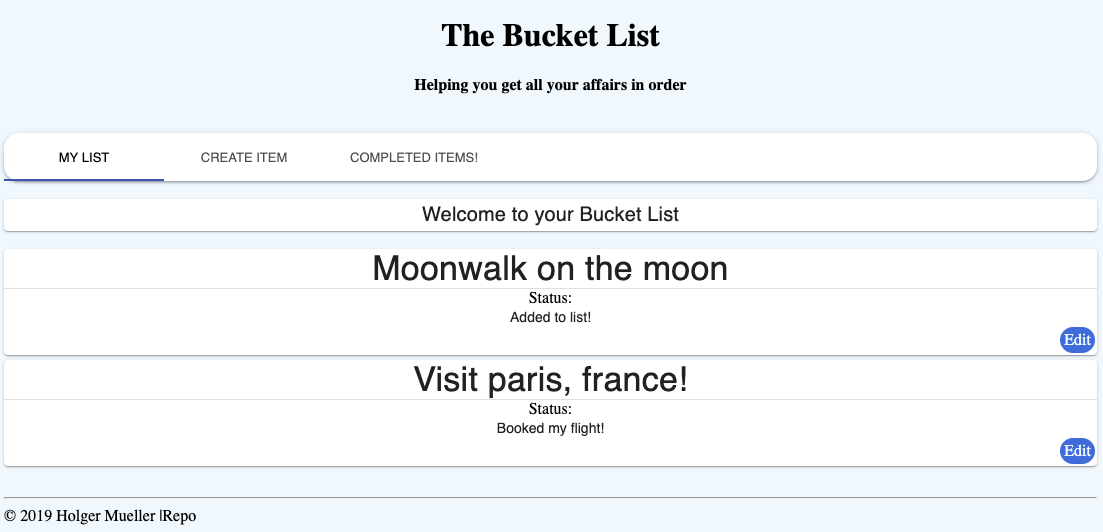 The Bucket List
Helping you get all your affairs in order
MY LIST CREATE ITEM COMPLETED ITEMS!
Welcome to your Bucket List
Moonwalk on the moon
Status:
Added to list!
Edit
Visit paris, france!
Status:
Booked my flight!
Edit
© 2019 Holger Mueller |Repo